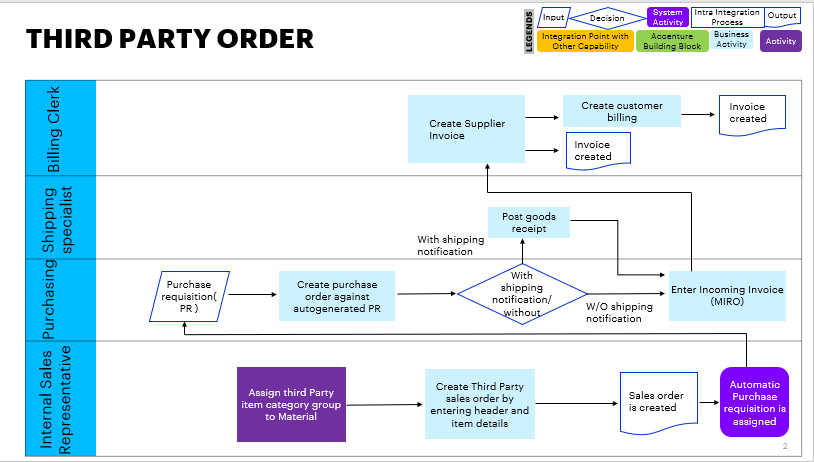 THIRD PARTY ORDER
LEGENDS
Input
Decision
System
Activity
Intra Integration
Process
Output
Integration Point with
Other Capability
Accenture
Building Block
Business
Activity
Activity
Billing Clerk
Create Supplier
Invoice
Create customer
billing
Invoice
created
Invoice
created
Shipping
specialist
Post goods
receipt
With shipping
notification
Purchasing
Purchase
requisition(
PR )
Create purchase
order against
autogenerated PR
With
shipping
notification/
without
W/O shipping
notification
Enter Incoming Invoice
(MIRO)
Internal Sales
Representative
Assign third Party
item category group
to Material
Create Third Party
sales order by
entering header and
item details
Sales order
is created
Automatic
Purchase
requisition is
assigned
2